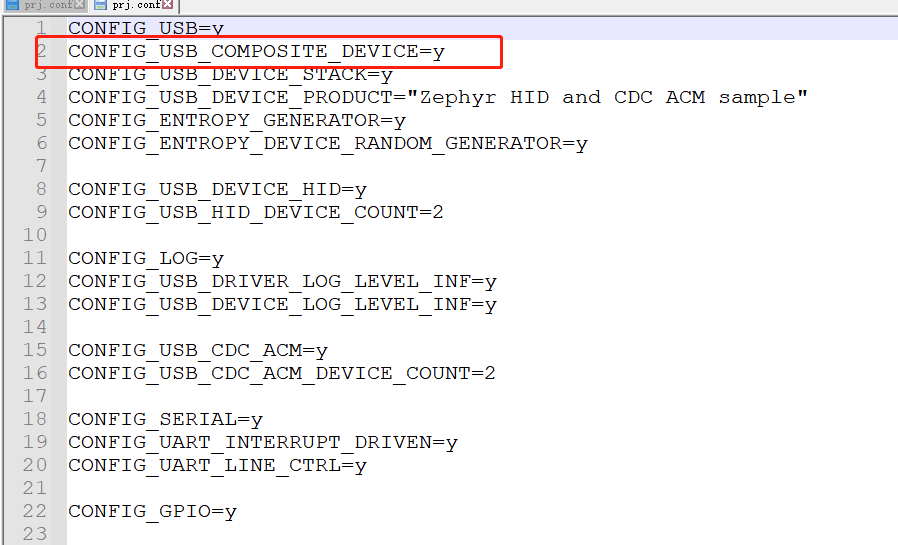 prj.conf prj.conf
1 CONFIG_USB=y
2 CONFIG_USB_COMPOSITE_DEVICE=y
3 CONFIG_USB_DEVICE_STACK=y
4 CONFIG_USB_DEVICE_PRODUCT="Zephyr HID and CDC ACM sample"
5 CONFIG_ENTROPY_GENERATOR=y
6 CONFIG_ENTROPY_DEVICE_RANDOM_GENERATOR=y
7
8 CONFIG_USB_DEVICE_HID=y
9 CONFIG_USB_HID_DEVICE_COUNT=2
10
11 CONFIG_LOG=y
12 CONFIG_USB_DRIVER_LOG_LEVEL_INF=y
13 CONFIG_USB_DEVICE_LOG_LEVEL_INF=y
14
15 CONFIG_USB_CDC_ACM=y
16 CONFIG_USB_CDC_ACM_DEVICE_COUNT=2
17
18 CONFIG_SERIAL=y
19 CONFIG_UART_INTERRUPT_DRIVEN=y
20 CONFIG_UART_LINE_CTRL=y
21
22 CONFIG_GPIO=y
23